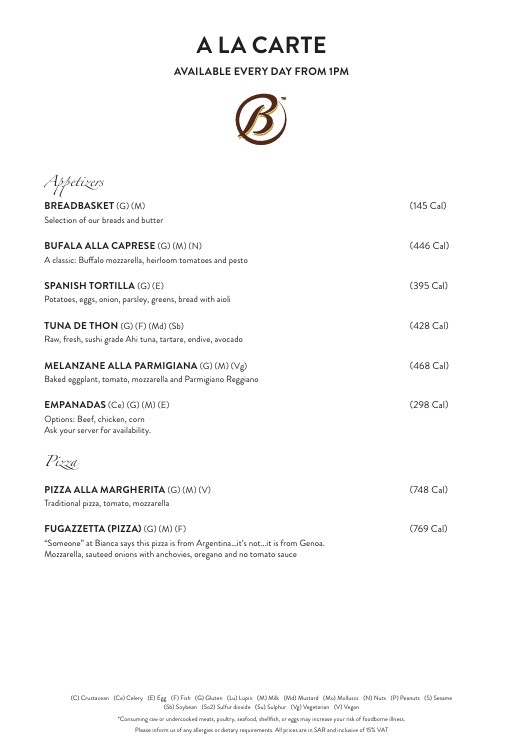 A LA CARTE
AVAILABLE EVERY DAY FROM 1PM
B™
Appetizers
BREADBASKET (G) (M) (145 Cal)
Selection of our breads and butter
BUFALA ALLA CAPRESE (G) (M) (N) (446 Cal)
A classic: Buffalo mozzarella, heirloom tomatoes and pesto
SPANISH TORTILLA (G) (E) (395 Cal)
Potatoes, eggs, onion, parsley, greens, bread with aioli
TUNA DE THON (G) (F) (Md) (Sb) (428 Cal)
Raw, fresh, sushi grade Ahi tuna, tartare, endive, avocado
MELANZANE ALLA PARMIGIANA (G) (M) (Vg) (468 Cal)
Baked eggplant, tomato, mozzarella and Parmigiano Reggiano
EMPANADAS (Ce) (G) (M) (E) (298 Cal)
Options: Beef, chicken, corn
Ask your server for availability.
Pizza
PIZZA ALLA MARGHERITA (G) (M) (V) (748 Cal)
Traditional pizza, tomato, mozzarella
FUGAZZETTA (PIZZA) (G) (M) (F) (769 Cal)
“Someone” at Bianca says this pizza is from Argentina...it's not...it is from Genoa.
Mozzarella, sauteed onions with anchovies, oregano and no tomato sauce
(C) Crustacean (Ce) Celery (E) Egg (F) Fish (G) Gluten (Lu) Lupin (M) Milk (Md) Mustard (Mo) Molluscs (N) Nuts (P) Peanuts (S) Sesame
(Sb) Soybean (So2) Sulfur dioxide (Su) Sulphur (Vg) Vegetarian (V) Vegan
*Consuming raw or undercooked meats, poultry, seafood, shellfish, or eggs may increase your risk of foodborne illness.
Please inform us of any allergies or dietary requirements. All prices are in SAR and inclusive of 15% VAT